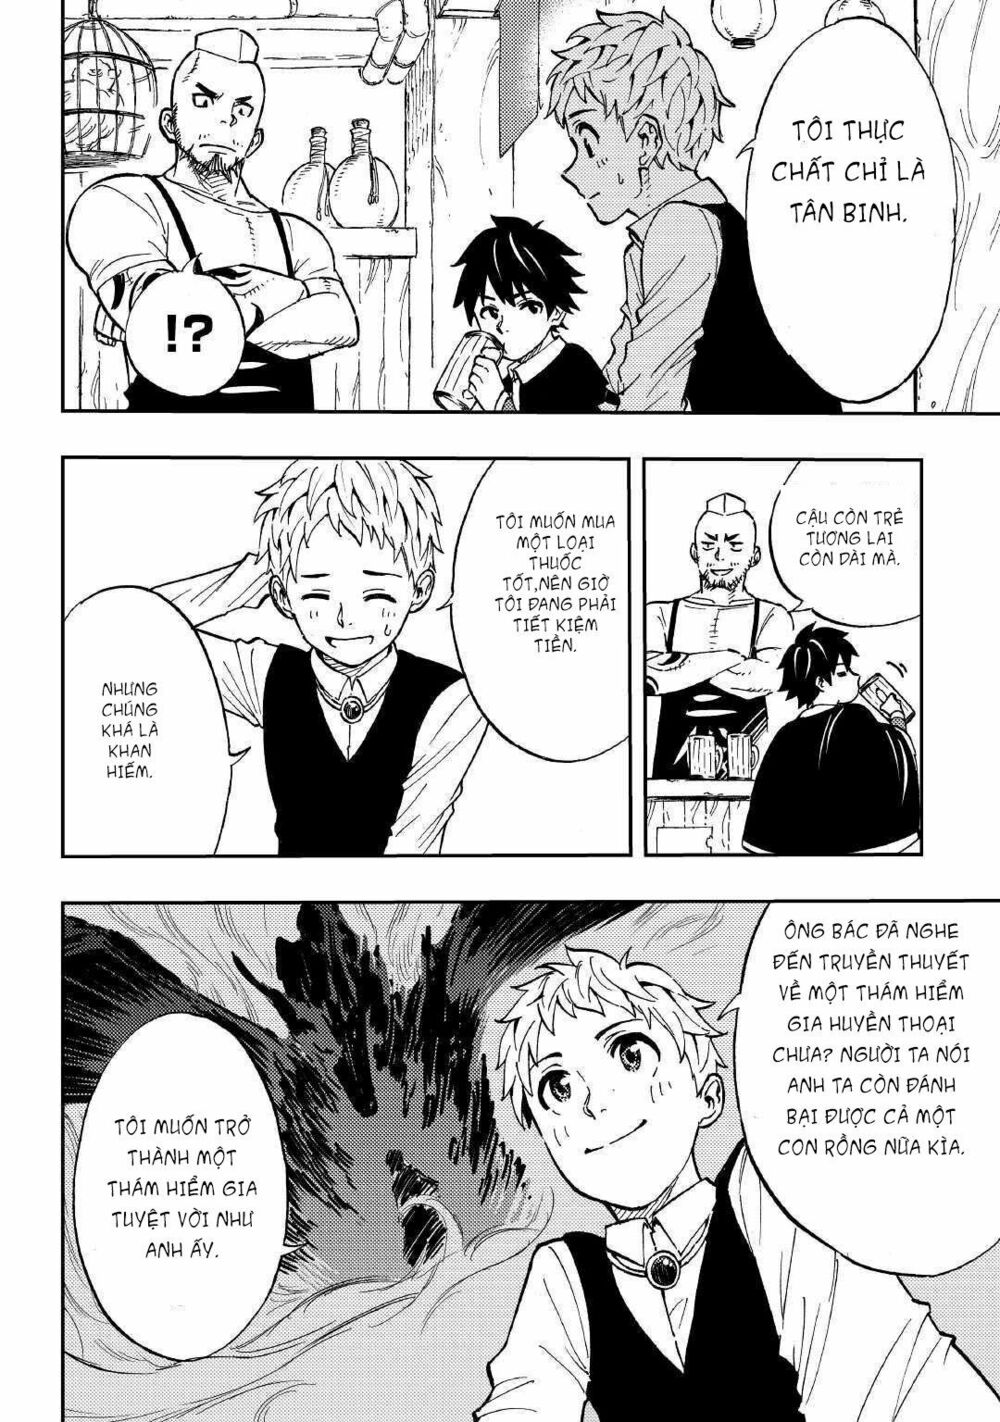 TÔI THỰC
CHẤT CHỈ LÀ
TÂN BINH.
!?
CẬU CÒN TRẺ
TƯƠNG LAI
CÒN DÀI MÀ.
TÔI MUỐN MUA
MỘT LOẠI
THUỐC
TỐT,NÊN GIỜ
TÔI ĐANG PHẢI
TIẾT KIỆM
TIỀN.
NHƯNG
CHÚNG
KHÁ LÀ
KHAN
HIẾM.
ÔNG BÁC ĐÃ NGHE
ĐẾN TRUYỀN THUYẾT
VỀ MỘT THÁM HIỂM
GIA HUYỀN THOẠI
CHƯA? NGƯỜI TA NÓI
ANH TA CÒN ĐÁNH
BẠI ĐƯỢC CẢ MỘT
CON RỒNG NỮA KÌA.
TÔI MUỐN TRỞ
THÀNH MỘT
THÁM HIỂM GIA
TUYỆT VỜI NHƯ
ANH ẤY.